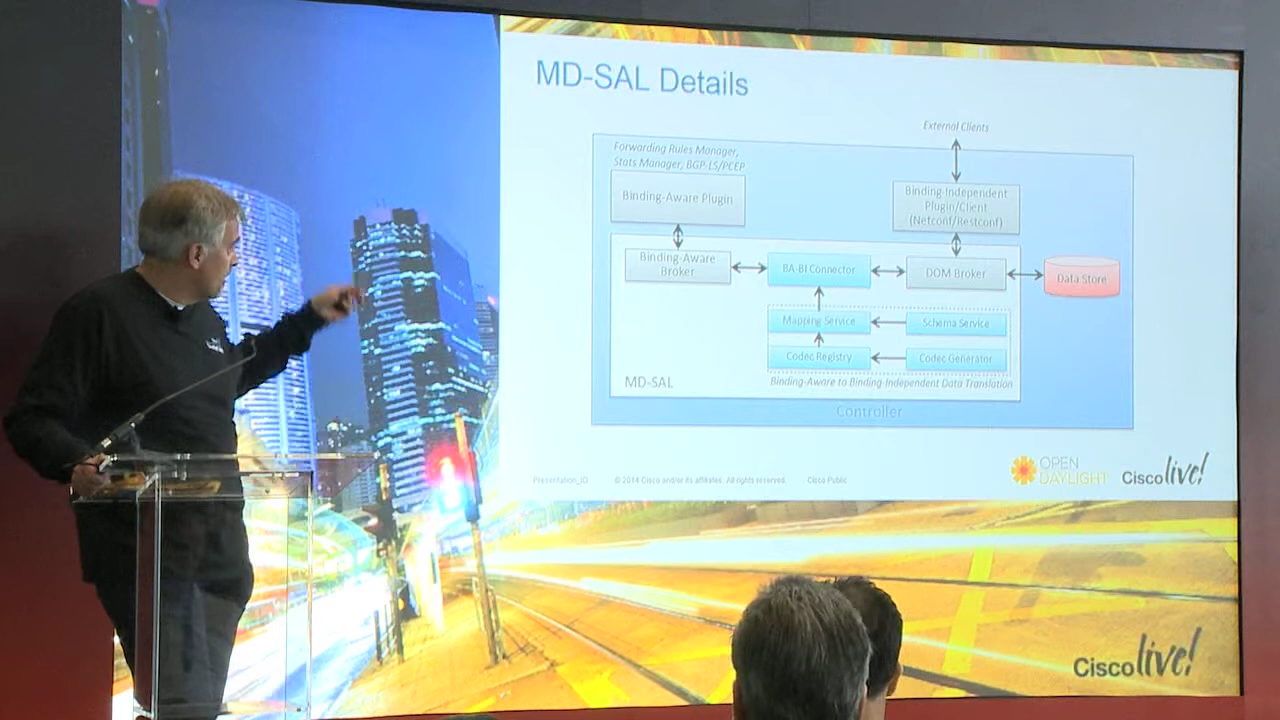 MD-SAL Details
External Clients
Forwarding Rules Manager,
Stats Manager, BGP-LS/PCEP
Binding-Aware Plugin
Binding-Independent
Plugin/Client
(Netconf/Restconf)
Binding-Aware
Broker
BA-BI Connector
DOM Broker
Data Store
Mapping Service
Schema Service
Codec Registry
Codec Generator
MD-SAL
Binding-Aware to Binding-Independent Data Translation
Controller
Presentation_ID
© 2014 Cisco and/or its affiliates. All rights reserved.
Cisco Public
OPEN
DAYLIGHT
Cisco live!
Cisco live!